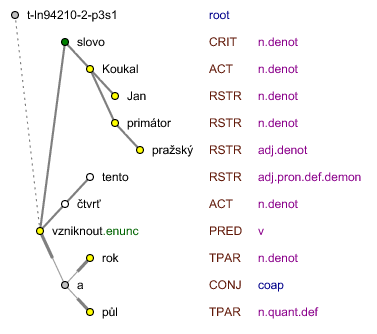 t-ln94210-2-p3s1 root
slovo CRIT n.denot
Koukal ACT n.denot
Jan RSTR n.denot
primátor RSTR n.denot
pražský RSTR adj.denot
tento RSTR adj.pron.def.demon
čtvrť ACT n.denot
vzniknout.enunc PRED v
rok TPAR n.denot
a CONJ coap
půl TPAR n.quant.def